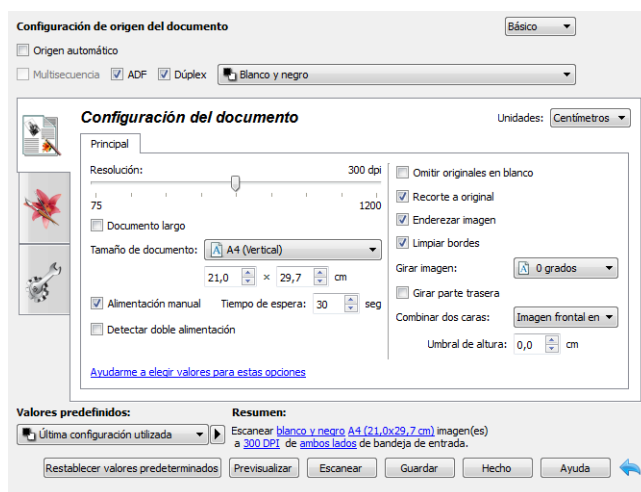 Configuración de origen del documento Básico
Origen automático
Multisecuencia ADF Dúplex Blanco y negro
Configuración del documento Unidades: Centímetros
Principal
Resolución: 300 dpi
75 1200
Documento largo
Tamaño de documento: A4 (Vertical)
21,0 × 29,7 cm
Alimentación manual Tiempo de espera: 30 seg
Detectar doble alimentación
Ayudarme a elegir valores para estas opciones
Omitir originales en blanco
Recorte a original
Enderezar imagen
Limpiar bordes
Girar imagen: 0 grados
Girar parte trasera
Combinar dos caras: Imagen frontal en
Umbral de altura: 0,0 cm
Valores predefinidos: Resumen:
Última configuración utilizada Escanear blanco y negro A4 (21,0x29,7 cm) imagen(es)
a 300 DPI de ambos lados de bandeja de entrada.
Restablecer valores predeterminados Previsualizar Escanear Guardar Hecho Ayuda